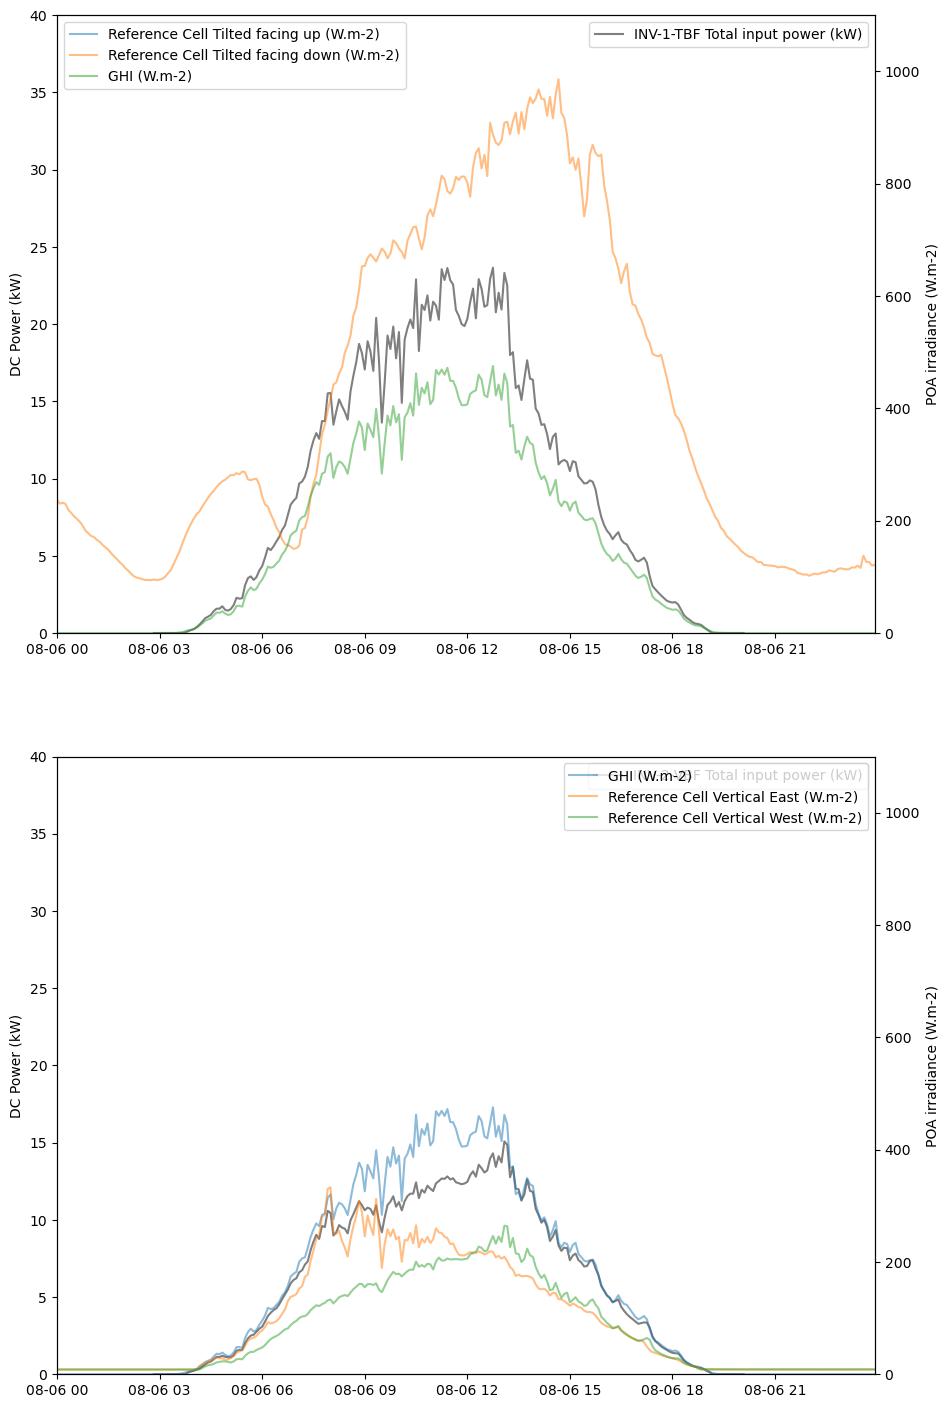 40
35
30
25
20
15
10
5
0
DC Power (kW)
Reference Cell Tilted facing up (W.m-2)
Reference Cell Tilted facing down (W.m-2)
GHI (W.m-2)
INV-1-TBF Total input power (kW)
1000
800
600
400
200
0
POA irradiance (W.m-2)
08-06 00 08-06 03 08-06 06 08-06 09 08-06 12 08-06 15 08-06 18 08-06 21
40
35
30
25
20
15
10
5
0
DC Power (kW)
GHI (W.m-2)
Total input power (kW)
Reference Cell Vertical East (W.m-2)
Reference Cell Vertical West (W.m-2)
1000
800
600
400
200
0
POA irradiance (W.m-2)
08-06 00 08-06 03 08-06 06 08-06 09 08-06 12 08-06 15 08-06 18 08-06 21